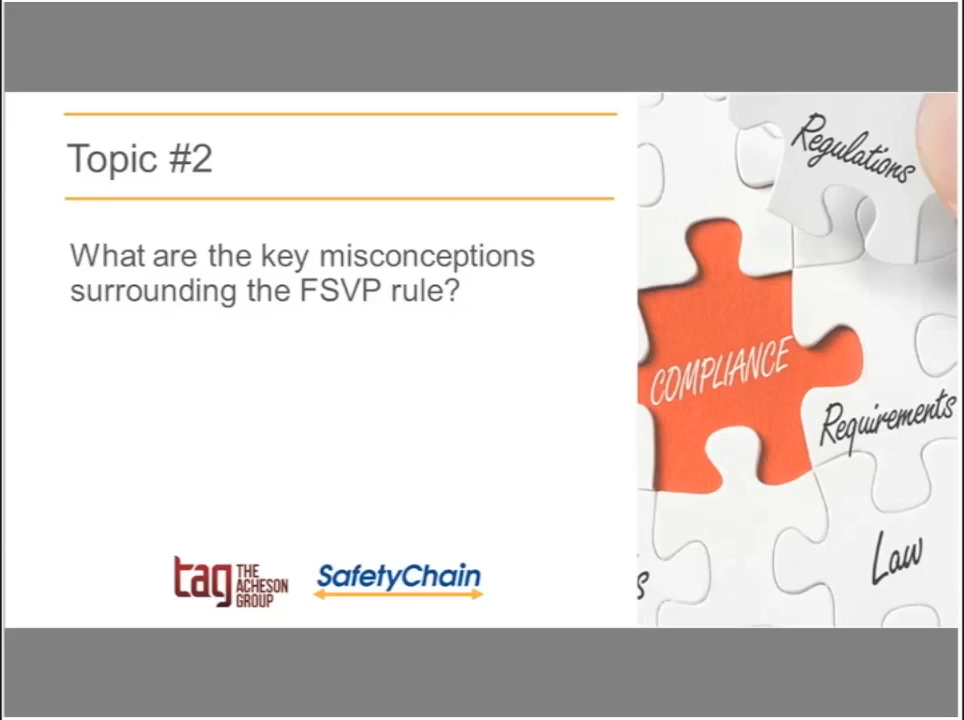 Topic #2
What are the key misconceptions
surrounding the FSVP rule?
Regulations
COMPLIANCE
Requirements
Law
s
tag THE
ACHESON
GROUP
SafetyChain